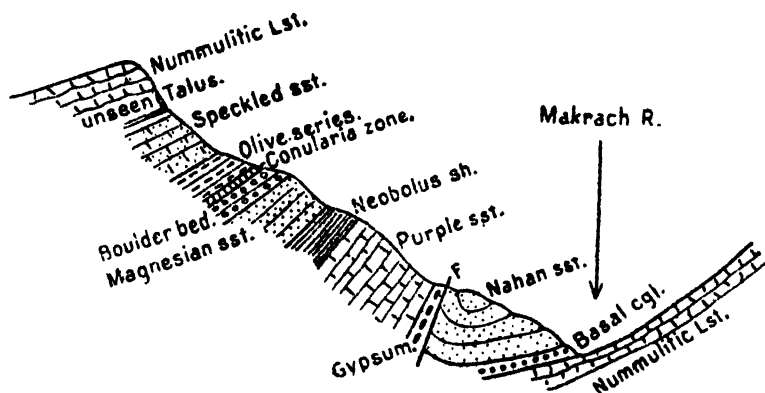 Nummulitic Lst.
unseen
Talus.
Speckled sst.
Makrach R.
Olive series.
Conularia zone.
Boulder bed.
Magnesian sst.
Neobolus sh.
Purple sst.
F
Nahan sst.
Gypsum.
Basal cgl.
Nummulitic Lst.